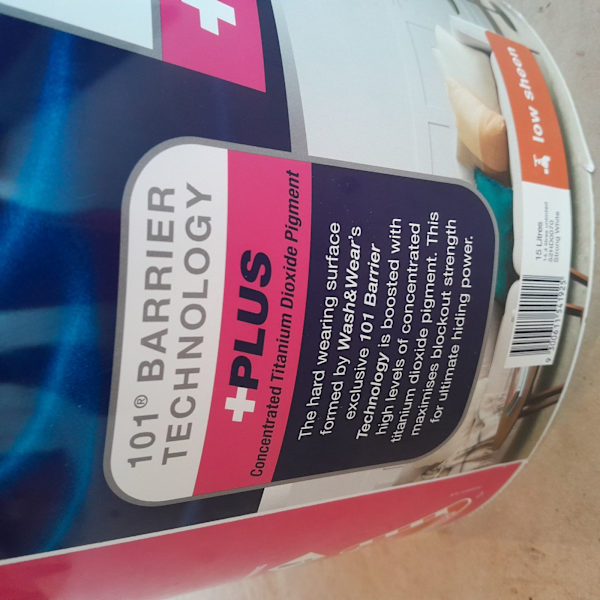 101® BARRIER
TECHNOLOGY
+PLUS
Concentrated Titanium Dioxide Pigment
The hard wearing surface
formed by Wash&Wear's
exclusive 101 Barrier
Technology is boosted with
high levels of concentrated
titanium dioxide pigment. This
maximises blockout strength
for ultimate hiding power.
low sheen
15 Litres
Strong White